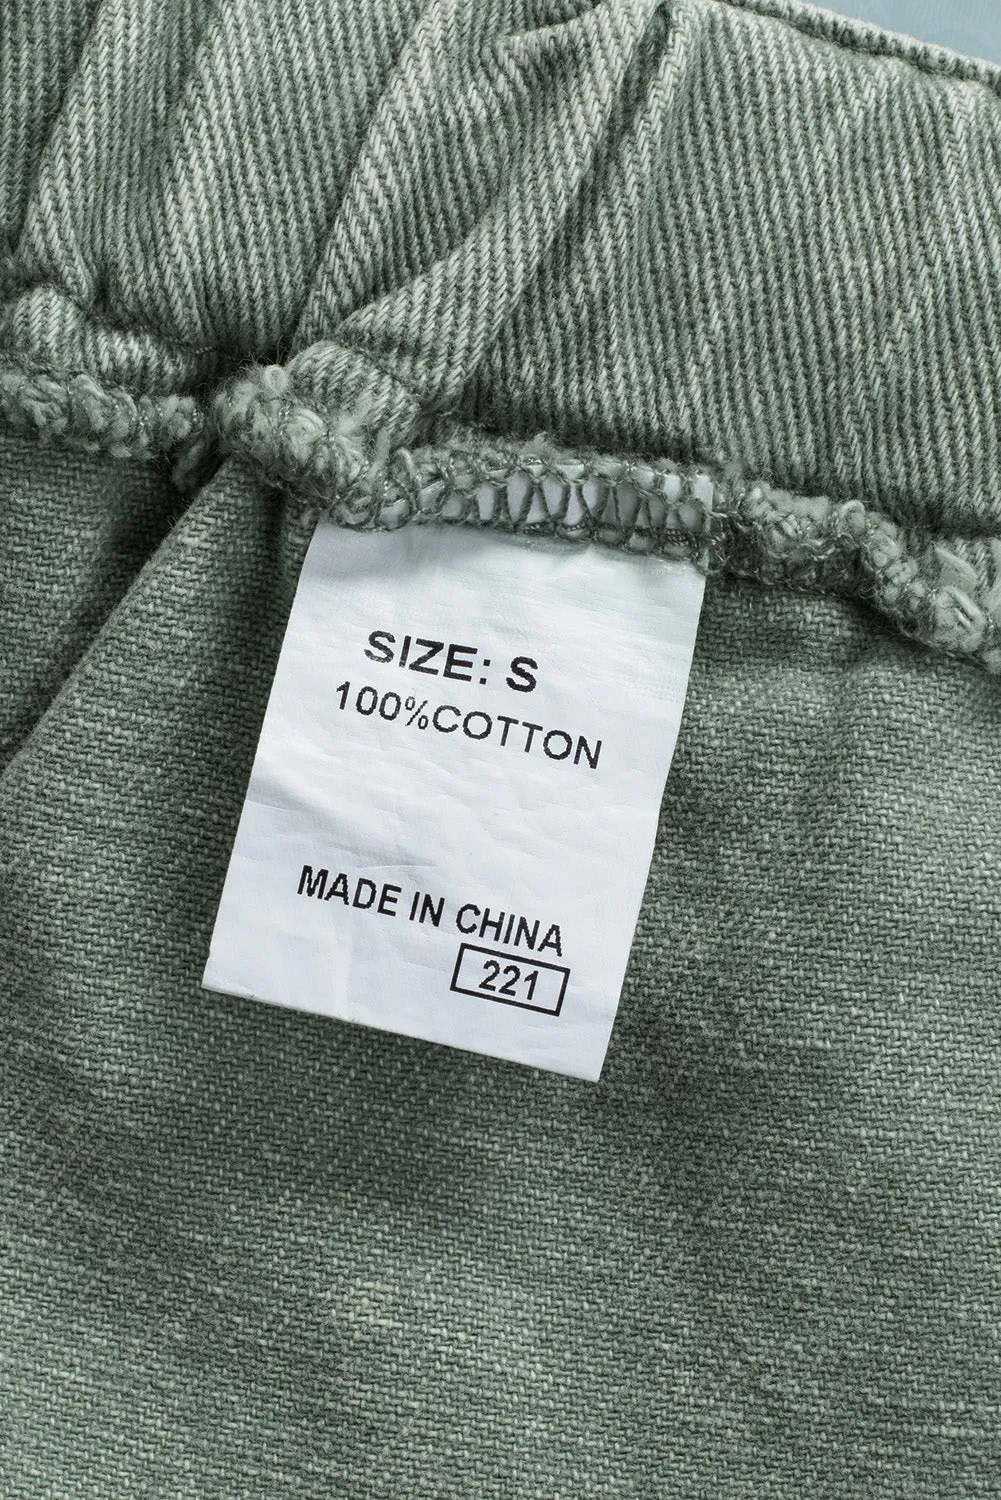 SIZE: S
100%COTTON
MADE IN CHINA
221